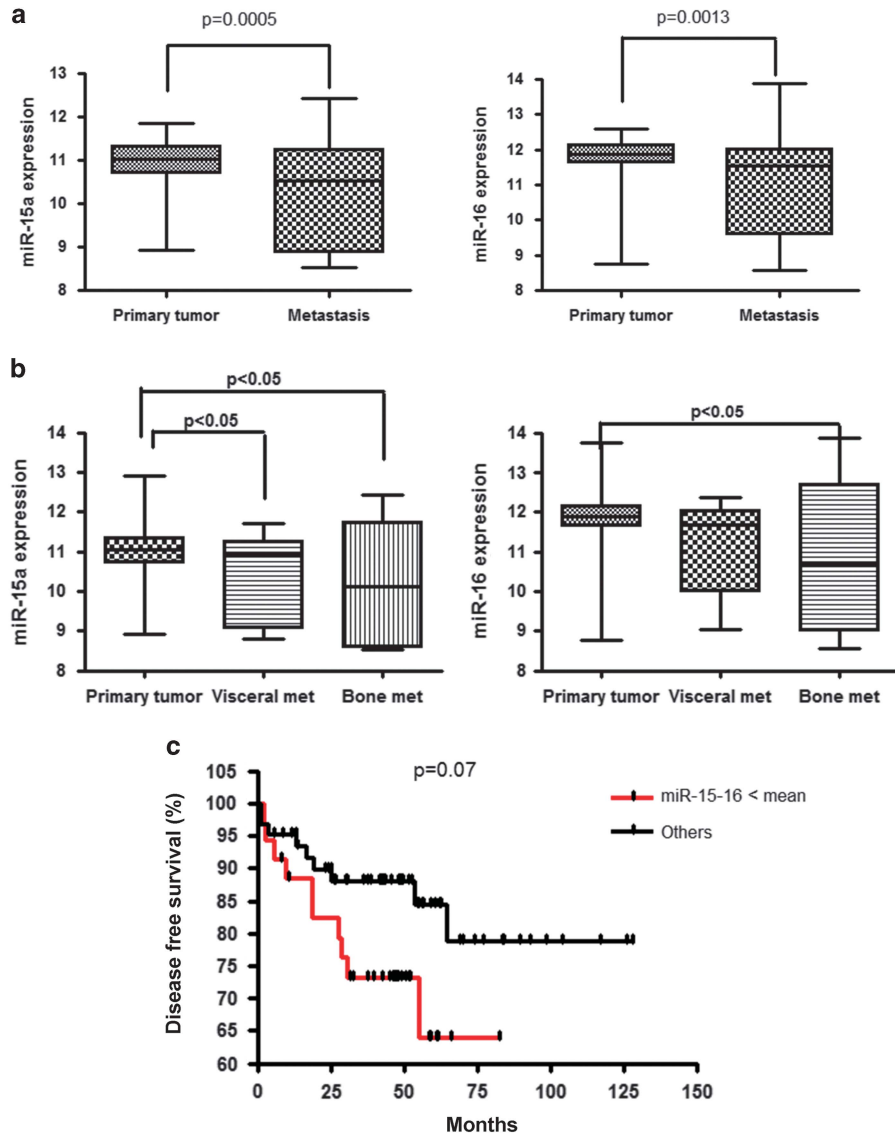 a
p=0.0005
miR-15a expression
13
12
11
10
9
8
Primary tumor Metastasis
p=0.0013
miR-16 expression
14
13
12
11
10
9
8
Primary tumor Metastasis
b
p<0.05
p<0.05
miR-15a expression
14
13
12
11
10
9
8
Primary tumor Visceral met Bone met
p<0.05
miR-16 expression
14
13
12
11
10
9
8
Primary tumor Visceral met Bone met
c
p=0.07
Disease free survival (%)
105
100
95
90
85
80
75
70
65
60
miR-15-16 < mean
Others
0 25 50 75 100 125 150
Months